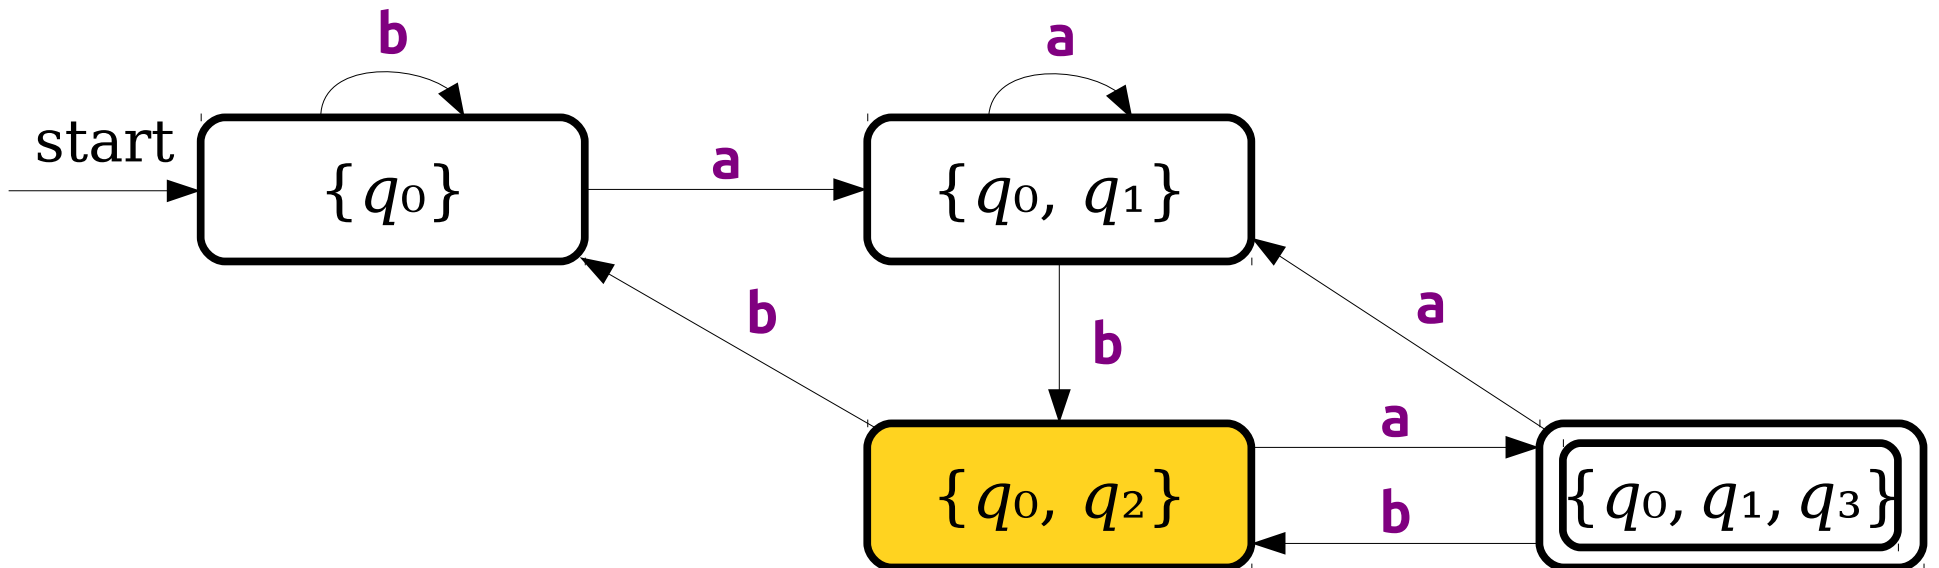 b
a
start
{q₀}
a
{q₀, q₁}
b
b
a
a
{q₀, q₂}
{q₀, q₁, q₃}
b